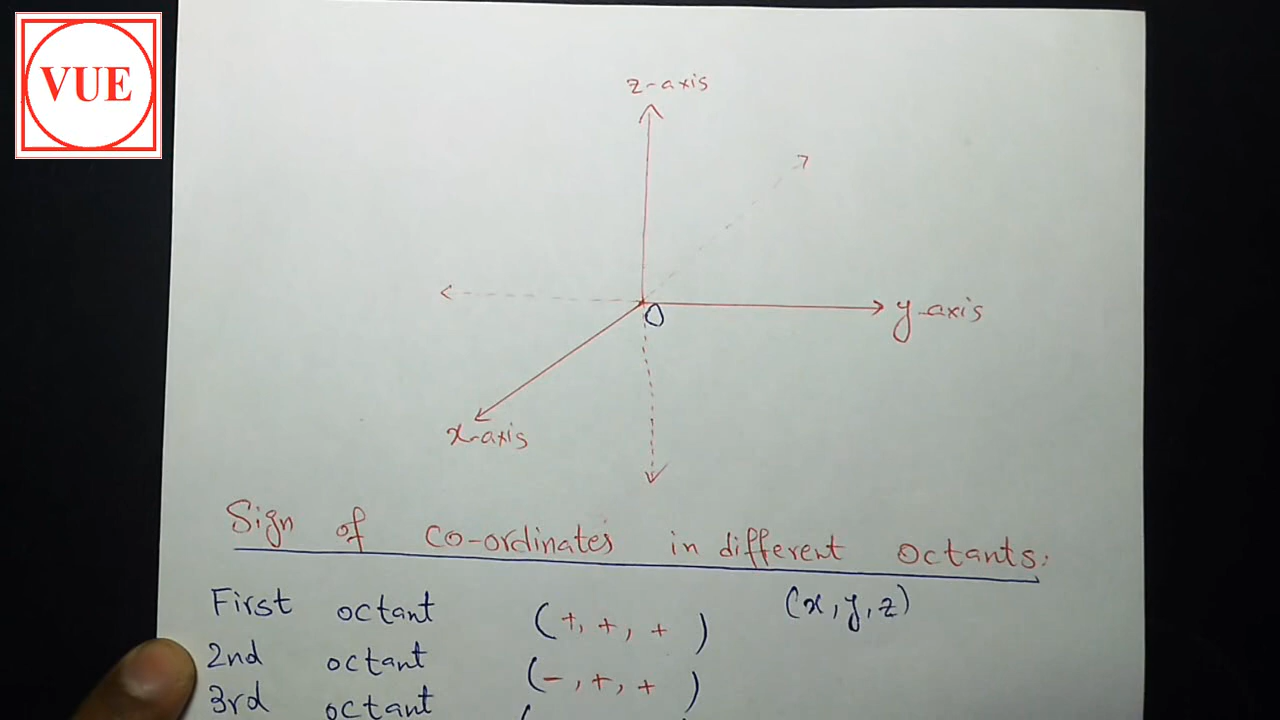 VUE
z-axis
O
y-axis
x-axis
Sign of co-ordinates in different octants.
First octant (+, +, +) (x, y, z)
2nd octant (-, +, +)
3rd octant (